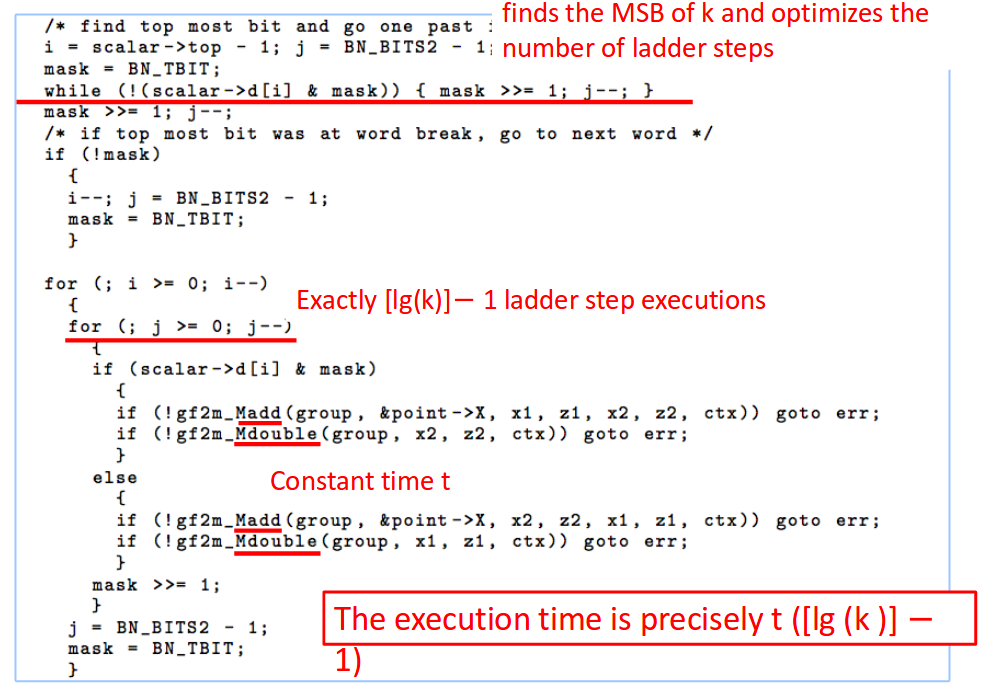 finds the MSB of k and optimizes the
number of ladder steps
/* find top most bit and go one past i
i = scalar->top - 1; j = BN_BITS2 - 1;
mask = BN_TBIT;
while (!(scalar->d[i] & mask)) { mask >>= 1; j--; }
mask >>= 1; j--;
/* if top most bit was at word break, go to next word */
if (!mask)
{
i--; j = BN_BITS2 - 1;
mask = BN_TBIT;
}
for (; i >= 0; i--)
{
Exactly [lg(k)]− 1 ladder step executions
for (; j >= 0; j--)
{
if (scalar->d[i] & mask)
{
if (!gf2m_Madd(group, &point->X, x1, z1, x2, z2, ctx)) goto err;
if (!gf2m_Mdouble(group, x2, z2, ctx)) goto err;
}
else
Constant time t
{
if (!gf2m_Madd(group, &point->X, x2, z2, x1, z1, ctx)) goto err;
if (!gf2m_Mdouble(group, x1, z1, ctx)) goto err;
}
mask >>= 1;
}
j = BN_BITS2 - 1;
mask = BN_TBIT;
}
The execution time is precisely t ([lg (k )] −
1)